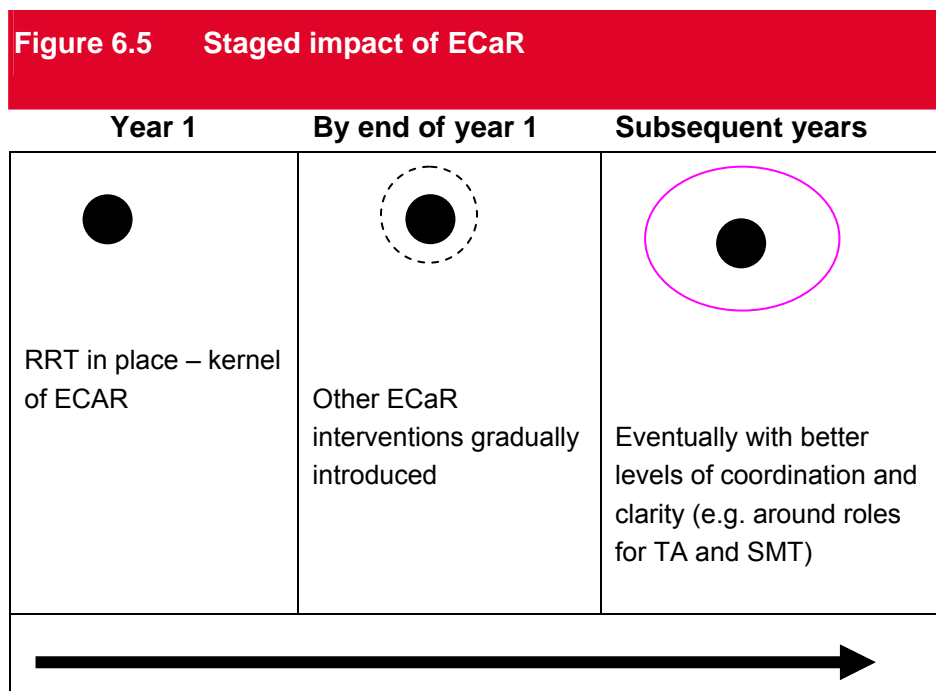 Figure 6.5 Staged impact of ECaR
Year 1 By end of year 1 Subsequent years
RRT in place – kernel
of ECAR
Other ECaR
interventions gradually
introduced
Eventually with better
levels of coordination and
clarity (e.g. around roles
for TA and SMT)